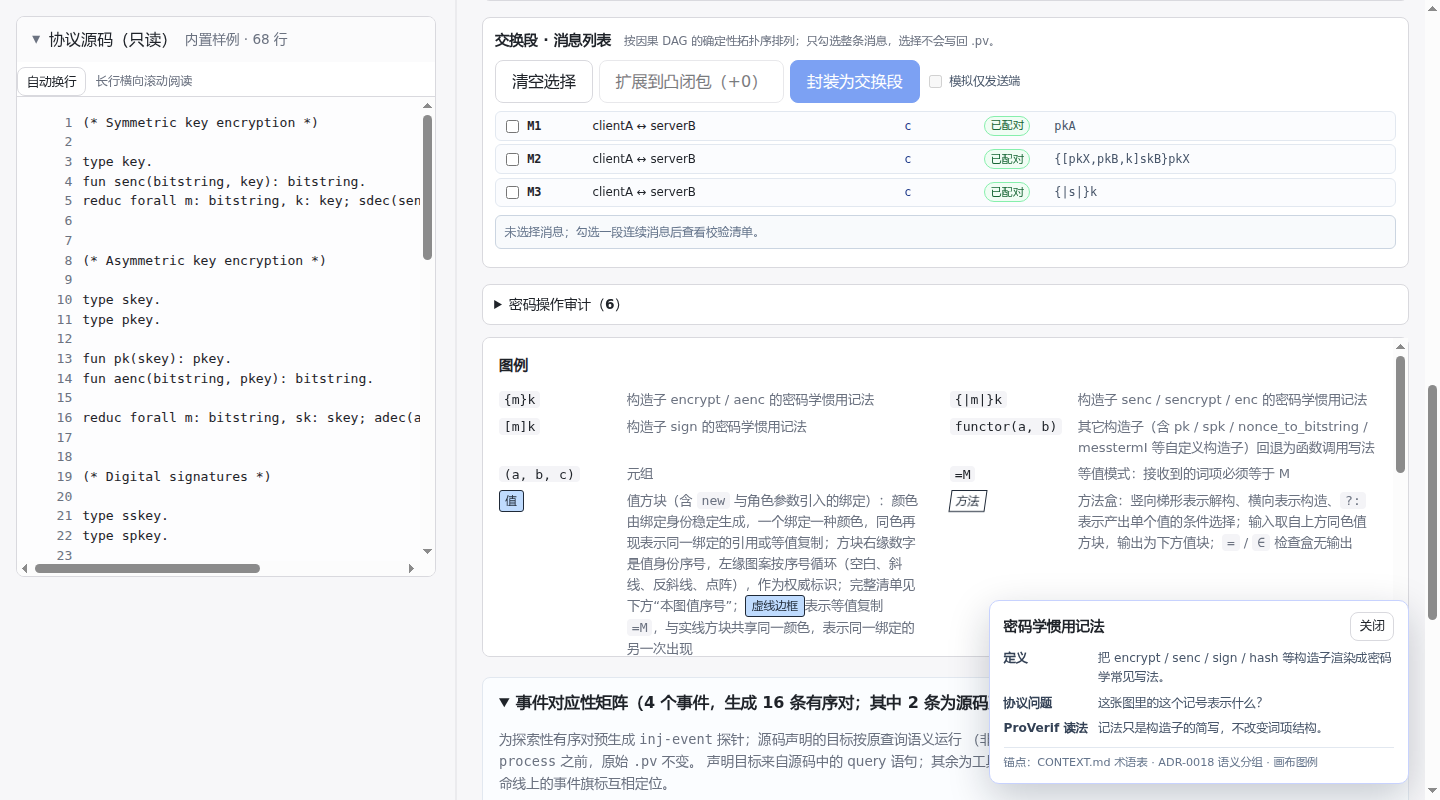 ▼ 协议源码（只读） 内置样例 · 68 行
自动换行 长行横向滚动阅读
1 (* Symmetric key encryption *)
2
3 type key.
4 fun senc(bitstring, key): bitstring.
5 reduc forall m: bitstring, k: key; sdec(sen
6
7
8 (* Asymmetric key encryption *)
9
10 type skey.
11 type pkey.
12
13 fun pk(skey): pkey.
14 fun aenc(bitstring, pkey): bitstring.
15
16 reduc forall m: bitstring, sk: skey; adec(a
17
18
19 (* Digital signatures *)
20
21 type sskey.
22 type spkey.
23
交换段 · 消息列表 按因果 DAG 的确定性拓扑序排列；只勾选整条消息，选择不会写回 .pv。
清空选择 扩展到凸闭包（+0） 封装为交换段 模拟仅发送端
M1 clientA ↔ serverB c 已配对 pkA
M2 clientA ↔ serverB c 已配对 {[pkX,pkB,k]skB}pkX
M3 clientA ↔ serverB c 已配对 {|s|}k
未选择消息；勾选一段连续消息后查看校验清单。
▶ 密码操作审计（6）
图例
{m}k 构造子 encrypt / aenc 的密码学惯用记法
{|m|}k 构造子 senc / sencrypt / enc 的密码学惯用记法
[m]k 构造子 sign 的密码学惯用记法
functor(a, b) 其它构造子（含 pk / spk / nonce_to_bitstring /
messtermI 等自定义构造子）回退为函数调用写法
(a, b, c) 元组
=M 等值模式：接收到的词项必须等于 M
值 值方块（含 new 与角色参数引入的绑定）：颜色
由绑定身份稳定生成，一个绑定一种颜色，同色再
现表示同一绑定的引用或等值复制；方块右缘数字
是值身份序号，左缘图案按序号循环（空白、斜
线、反斜线、点阵），作为权威标识；完整清单见
下方“本图值序号”；虚线边框表示等值复制
=M，与实线方块共享同一颜色，表示同一绑定的
另一次出现
方法 方法盒：竖向梯形表示解构、横向表示构造、?:
表示产出单个值的条件选择；输入取自上方同色值
方块，输出为下方值块；= / ∈ 检查盒无输出
▼ 事件对应性矩阵（4 个事件，生成 16 条有序对；其中 2 条为源码
为探索性有序对预生成 inj-event 探针；源码声明的目标按原查询语义运行 （非
process 之前，原始 .pv 不变。 声明目标来自源码中的 query 语句；其余为工具
命线上的事件旗标互相定位。
密码学惯用记法 关闭
定义 把 encrypt / senc / sign / hash 等构造子渲染成密码
学常见写法。
协议问题 这张图里的这个记号表示什么？
ProVerif 读法 记法只是构造子的简写，不改变词项结构。
锚点：CONTEXT.md 术语表 · ADR-0018 语义分组 · 画布图例